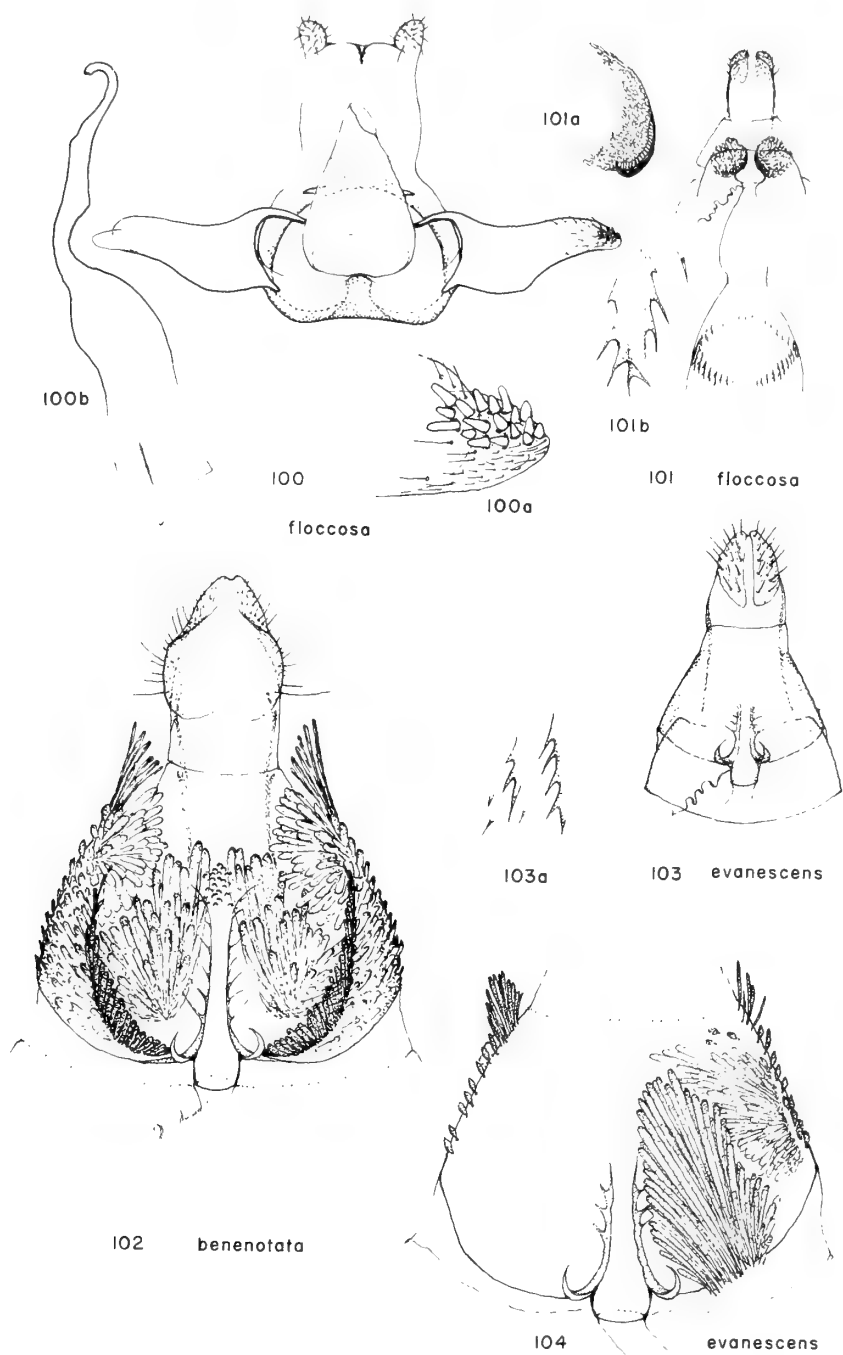 101a
100b
101b
100
100a
101 floccosa
floccosa
103a
103 evanescens
102 benenotata
104 evanescens